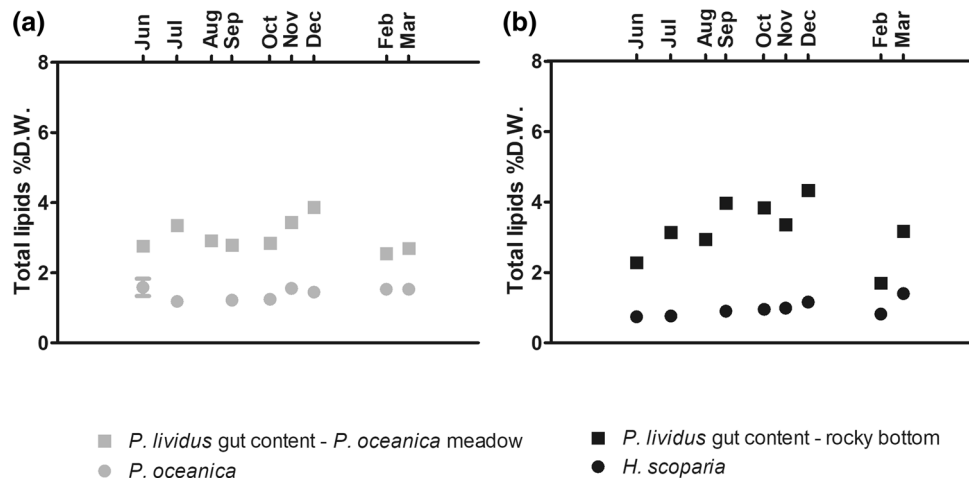 (a)
Jun Jul Aug Sep Oct Nov Dec Feb Mar
Total lipids %D.W.
8
6
4
2
0
P. lividus gut content - P. oceanica meadow
P. oceanica
(b)
Jun Jul Aug Sep Oct Nov Dec Feb Mar
Total lipids %D.W.
8
6
4
2
0
P. lividus gut content - rocky bottom
H. scoparia